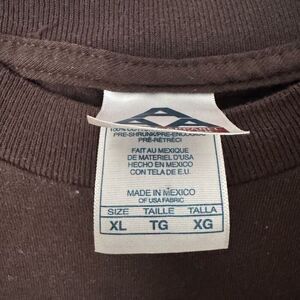 100% COTTON
PRE-SHRUNK/PRE-ENCOGIDO
PRÉ-RÉTRÉCI
FAIT AU MEXIQUE
DE MATERIEL D'USA
HECHO EN MEXICO
CON TELA DE E.U.
MADE IN MEXICO
OF USA FABRIC
SIZE TAILLE TALLA
XL TG XG